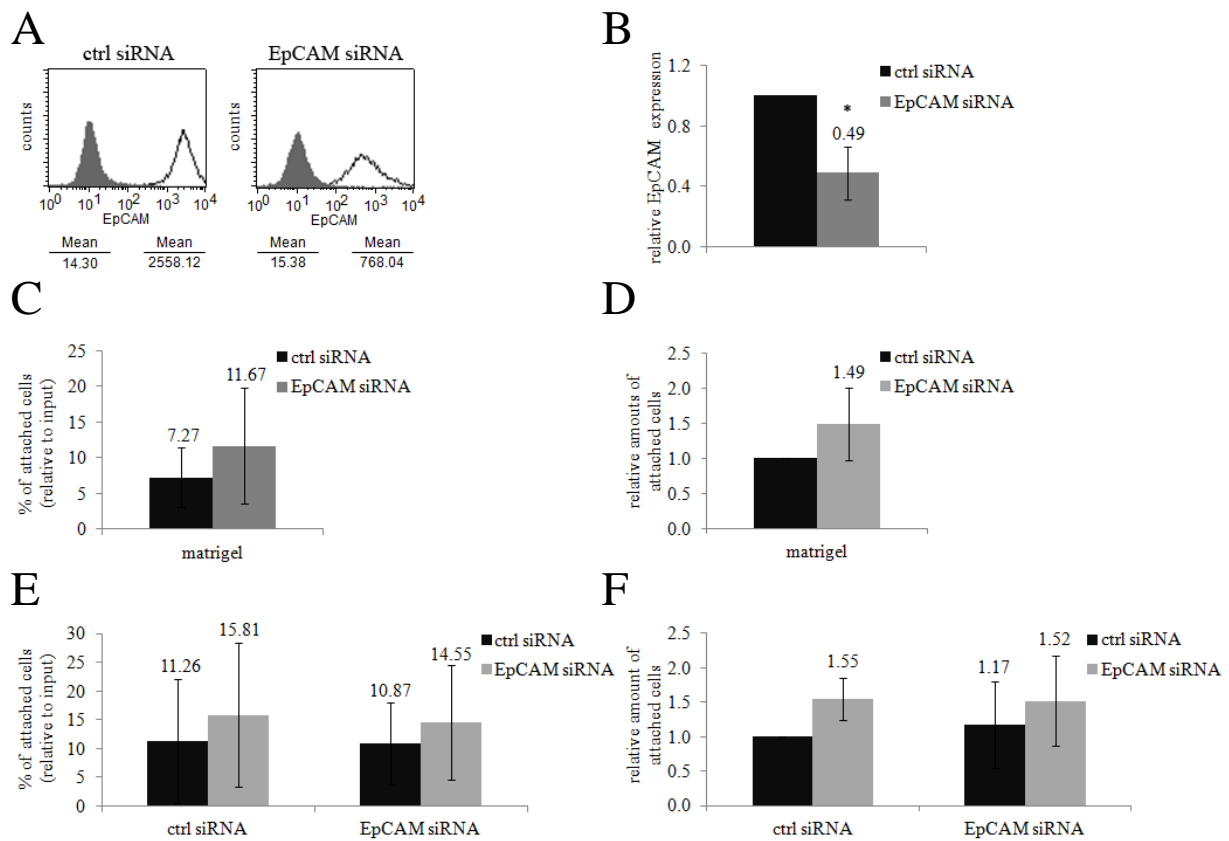 A
ctrl siRNA
EpCAM siRNA
counts
counts
10^0 10^1 10^2 10^3 10^4
10^0 10^1 10^2 10^3 10^4
EpCAM
EpCAM
Mean Mean Mean Mean
14.30 2558.12 15.38 768.04
B
relative EpCAM expression
1.2
0.8
0.4
0.0
*
0.49
ctrl siRNA
EpCAM siRNA
C
% of attached cells
(relative to input)
25
20
15
10
5
0
7.27
11.67
ctrl siRNA
EpCAM siRNA
matrigel
D
relative amouts of
attached cells
2.5
2.0
1.5
1.0
0.5
0.0
1.49
ctrl siRNA
EpCAM siRNA
matrigel
E
% of attached cells
(relative to input)
30
25
20
15
10
5
0
11.26
15.81
10.87
14.55
ctrl siRNA
EpCAM siRNA
ctrl siRNA
EpCAM siRNA
F
relative amount of
attached cells
2.5
2.0
1.5
1.0
0.5
0.0
1.55
1.17
1.52
ctrl siRNA
EpCAM siRNA
ctrl siRNA
EpCAM siRNA